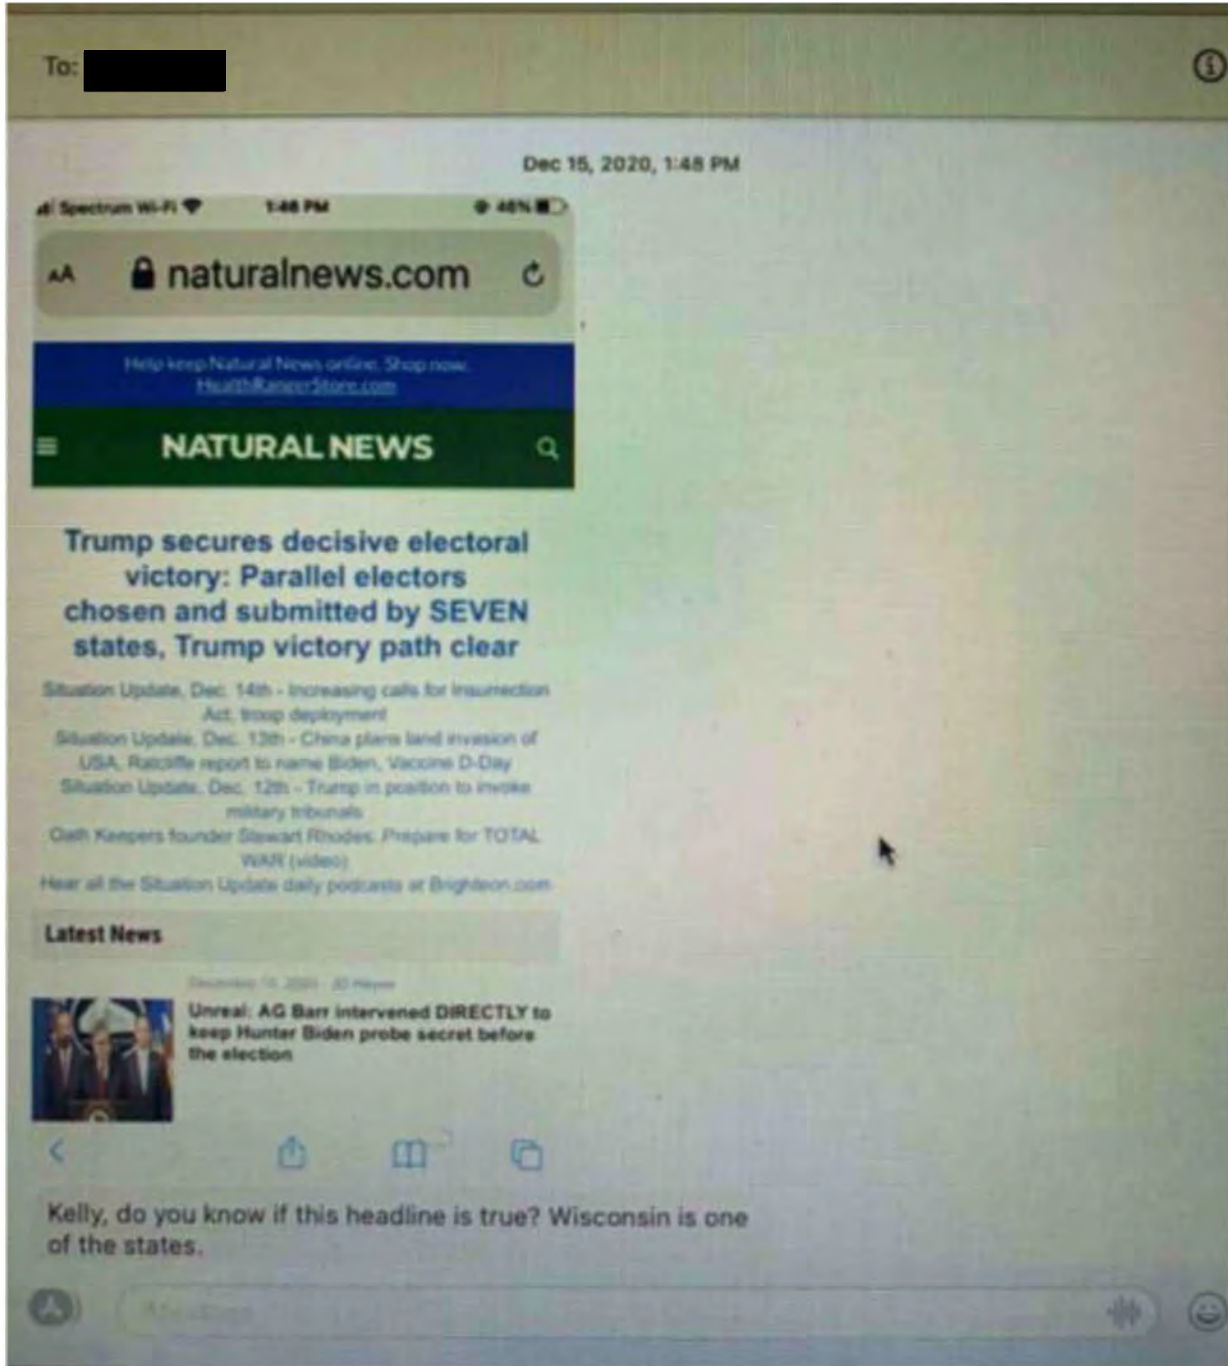 To:
Dec 15, 2020, 1:48 PM
Spectrum Wi-Fi 1:46 PM 46%
AA naturalnews.com
Help keep Natural News online. Shop now.
HealthRangerStore.com
NATURAL NEWS
Trump secures decisive electoral
victory: Parallel electors
chosen and submitted by SEVEN
states, Trump victory path clear
Situation Update, Dec. 14th - Increasing calls for Insurrection
Act, troop deployment
Situation Update, Dec. 13th - China plans land invasion of
USA, Ratcliffe report to name Biden, Vaccine D-Day
Situation Update, Dec. 12th - Trump in position to invoke
military tribunals
Oath Keepers founder Stewart Rhodes: Prepare for TOTAL
WAR (video)
Hear all the Situation Update daily podcasts at Brighteon.com
Latest News
Unreal: AG Barr intervened DIRECTLY to
keep Hunter Biden probe secret before
the election
Kelly, do you know if this headline is true? Wisconsin is one
of the states.